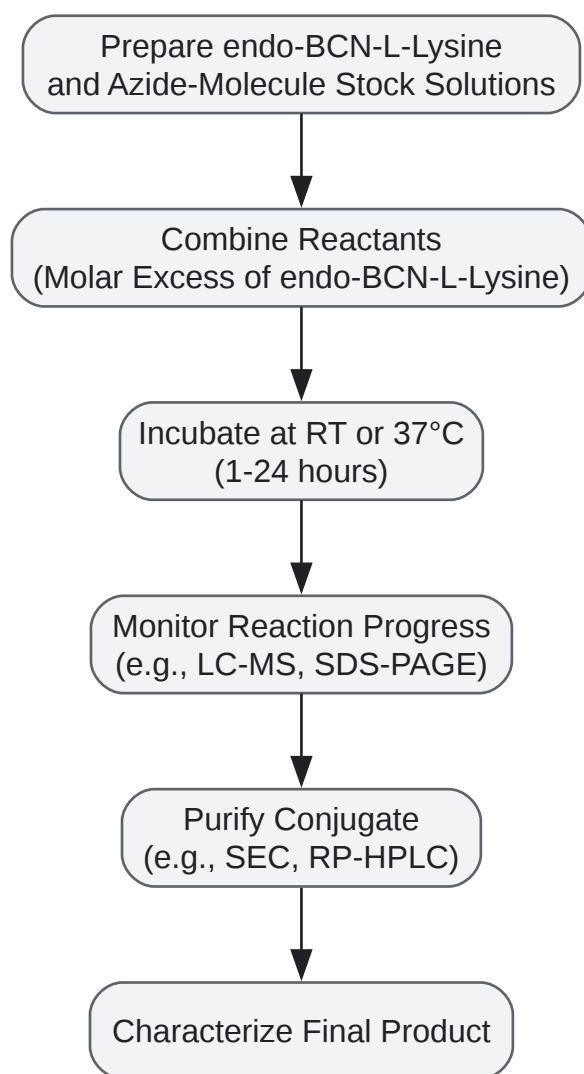 Prepare endo-BCN-L-Lysine
and Azide-Molecule Stock Solutions
Combine Reactants
(Molar Excess of endo-BCN-L-Lysine)
Incubate at RT or 37°C
(1-24 hours)
Monitor Reaction Progress
(e.g., LC-MS, SDS-PAGE)
Purify Conjugate
(e.g., SEC, RP-HPLC)
Characterize Final Product